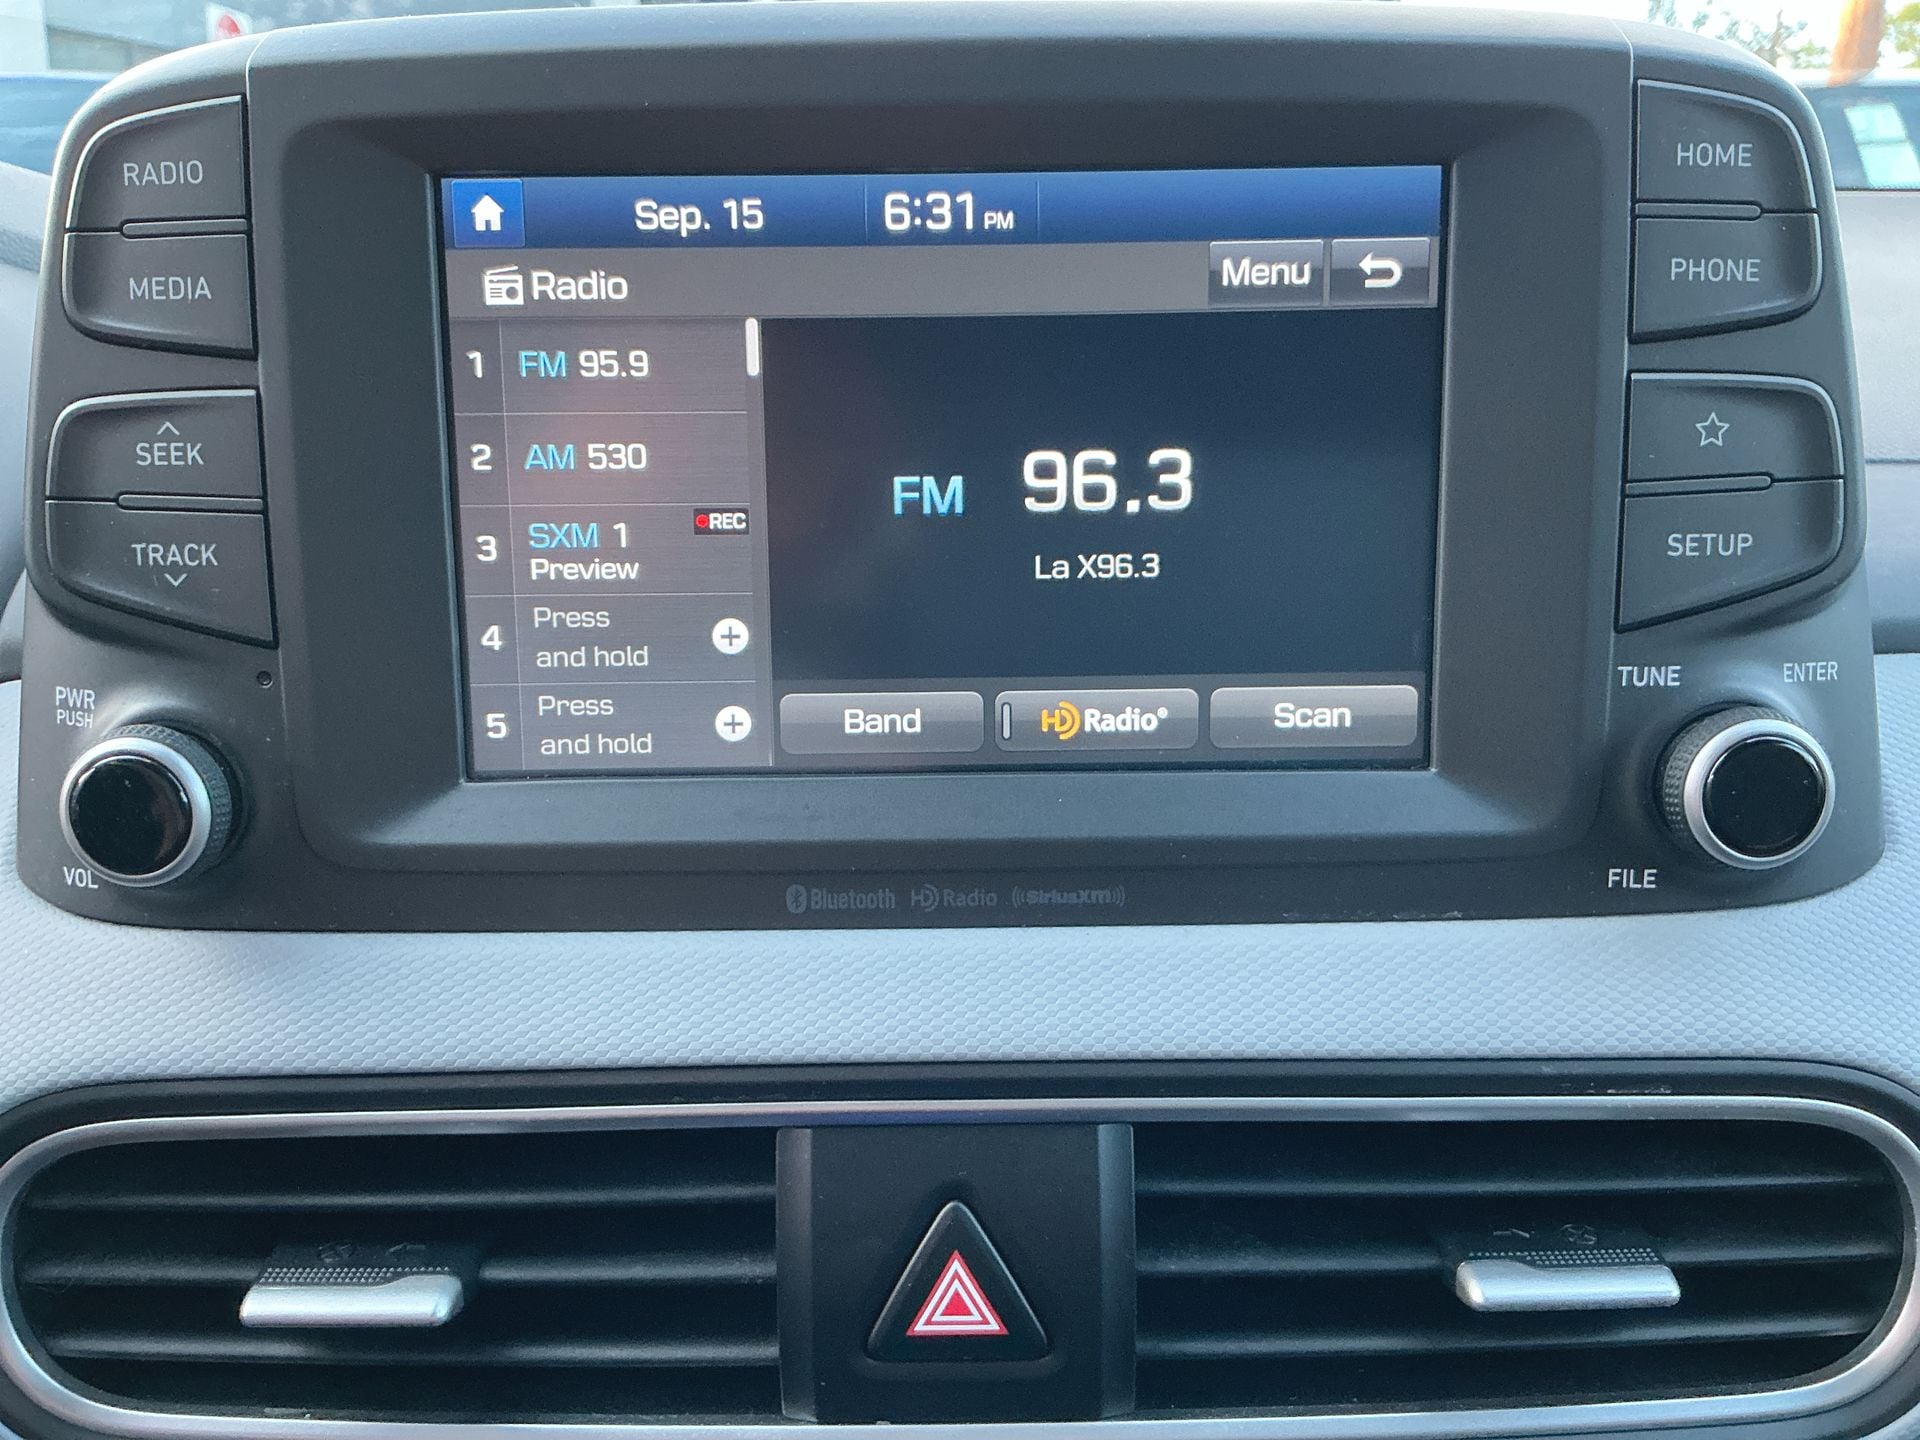 RADIO
MEDIA
SEEK
TRACK
PWR
PUSH
VOL
Sep. 15
6:31 PM
Radio
Menu
1 FM 95.9
2 AM 530
3 SXM 1 REC
Preview
4 Press
and hold
5 Press
and hold
FM 96.3
La X96.3
Band
HD Radio®
Scan
HOME
PHONE
SETUP
TUNE
ENTER
FILE
Bluetooth HD Radio ((SiriusXM))